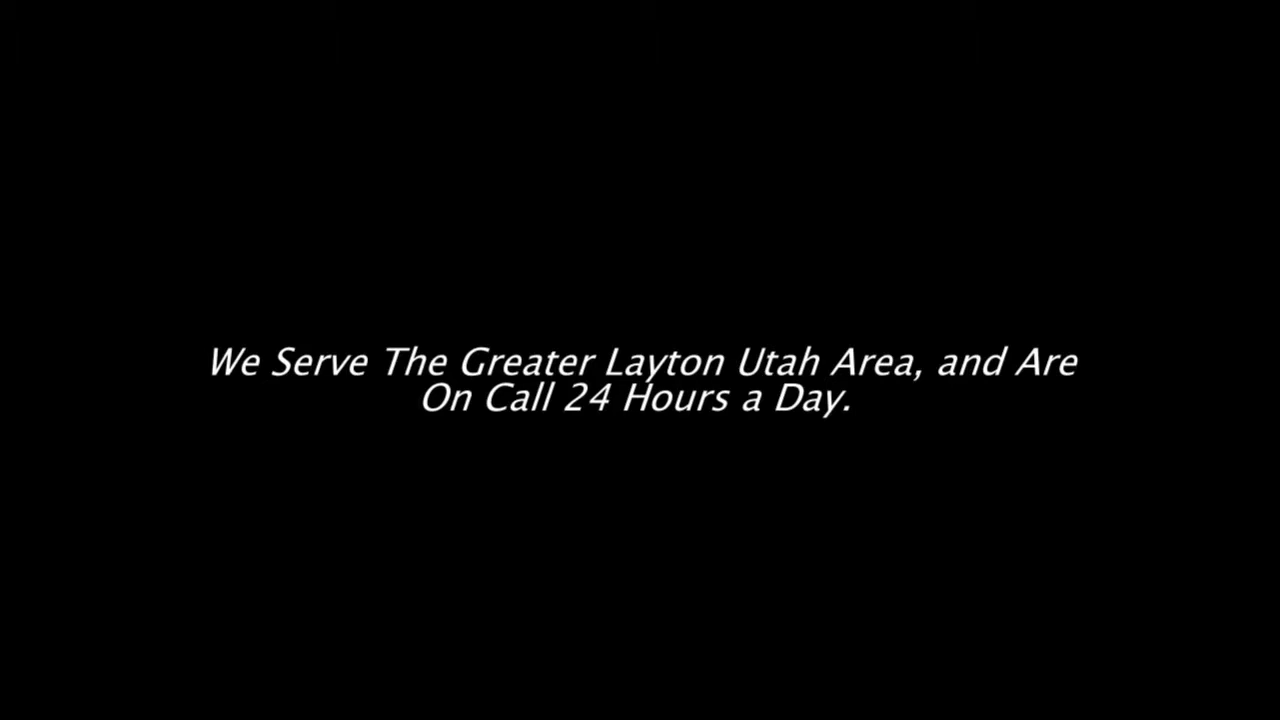 We Serve The Greater Layton Utah Area, and Are
On Call 24 Hours a Day.